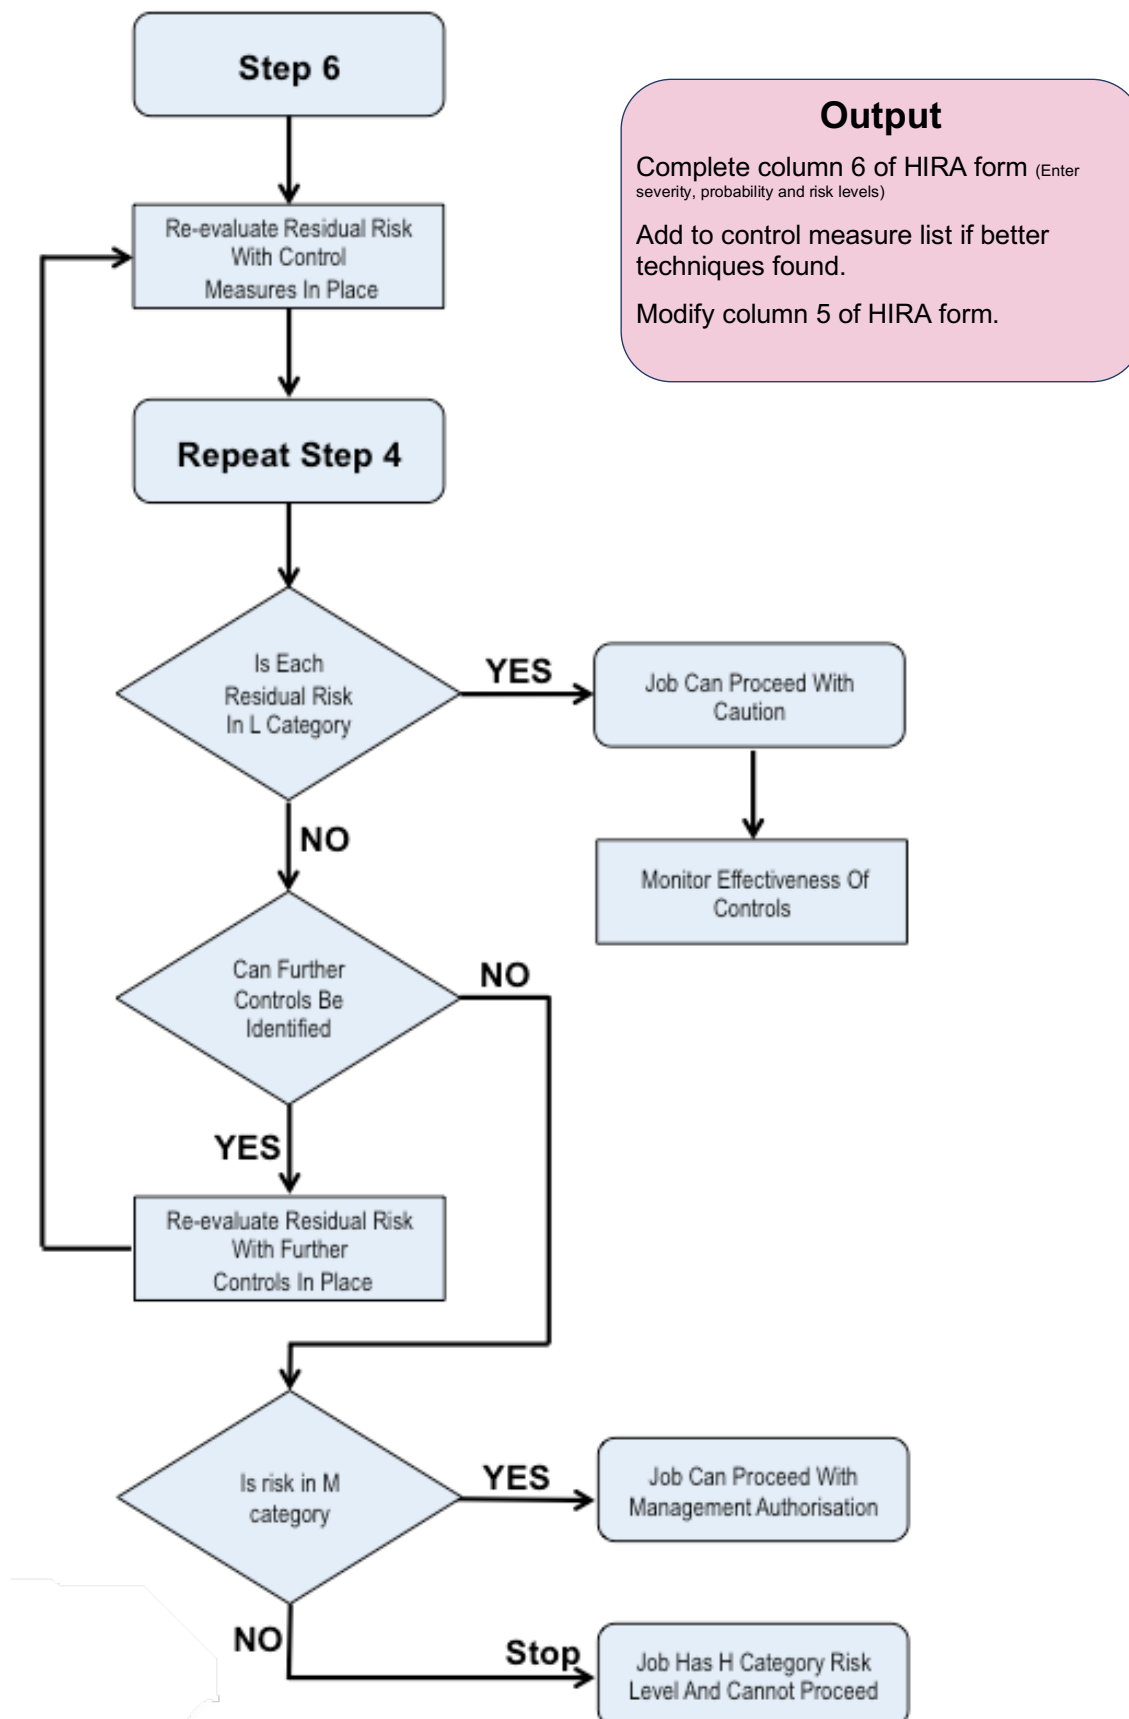 Step 6
Output
Complete column 6 of HIRA form (Enter
severity, probability and risk levels)
Add to control measure list if better
techniques found.
Modify column 5 of HIRA form.
Re-evaluate Residual Risk
With Control
Measures In Place
Repeat Step 4
Is Each
Residual Risk
In L Category
YES
Job Can Proceed With
Caution
NO
Monitor Effectiveness Of
Controls
Can Further
Controls Be
Identified
NO
YES
Re-evaluate Residual Risk
With Further
Controls In Place
Is risk in M
category
YES
Job Can Proceed With
Management Authorisation
NO
Stop
Job Has H Category Risk
Level And Cannot Proceed